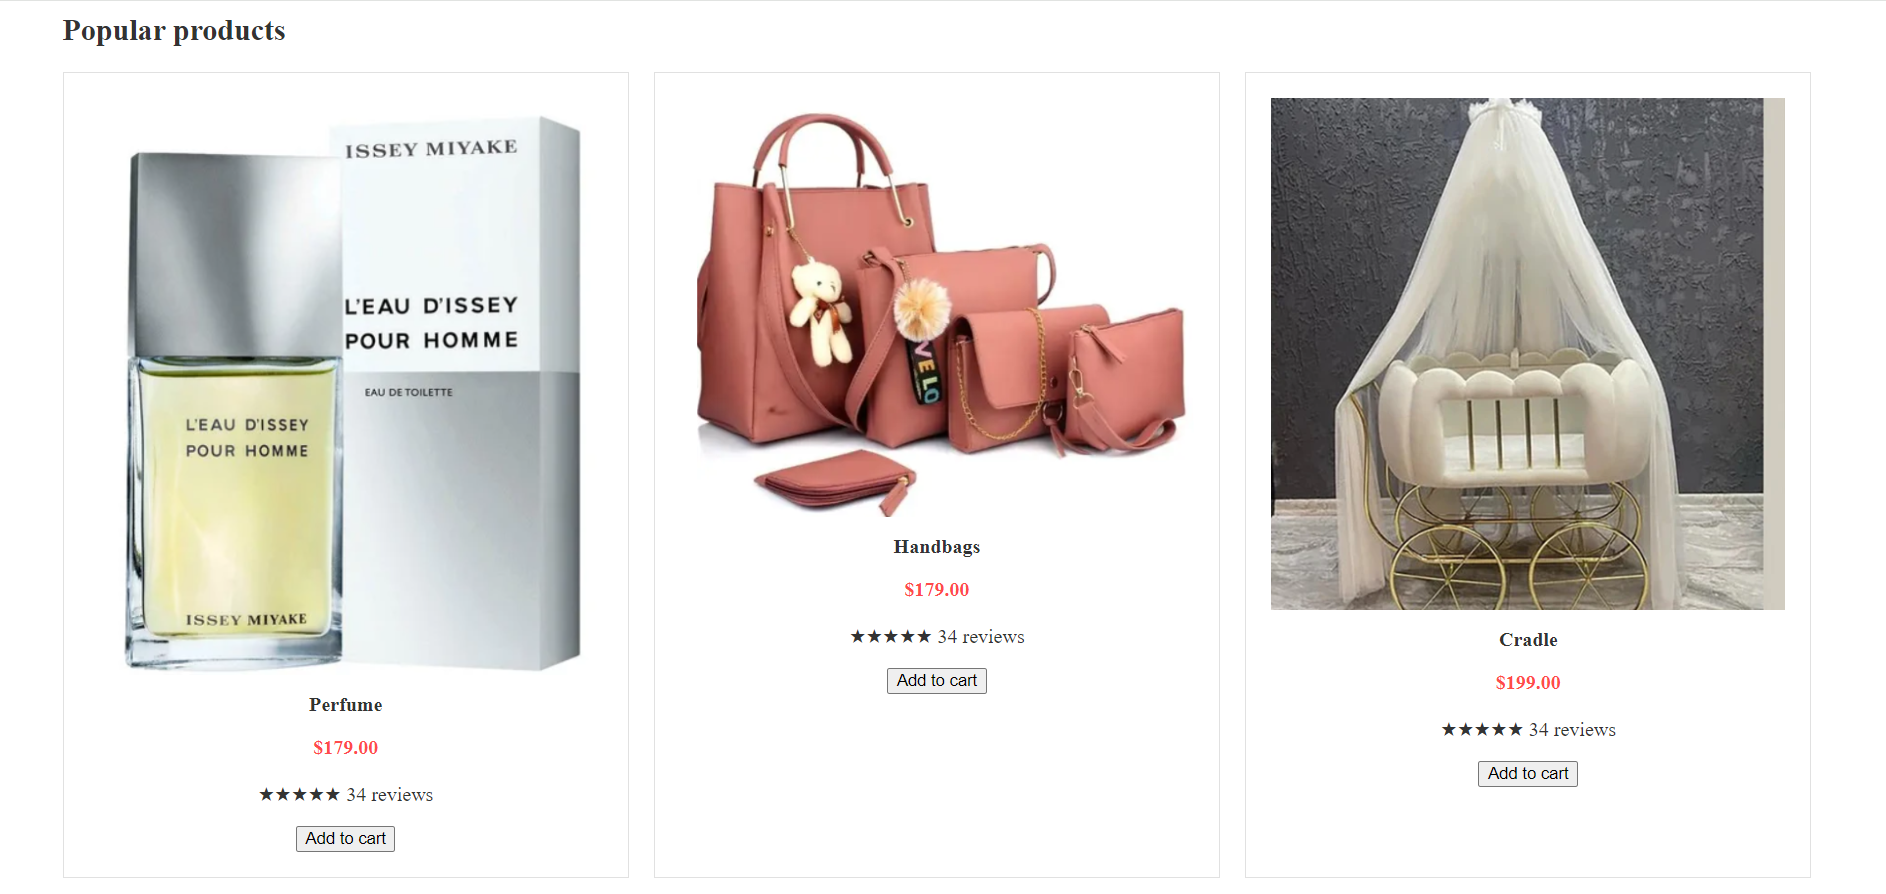 Popular products
ISSEY MIYAKE
L'EAU D'ISSEY
POUR HOMME
EAU DE TOILETTE
L'EAU D'ISSEY
POUR HOMME
ISSEY MIYAKE
Perfume
$179.00
★★★★★ 34 reviews
Add to cart
VE LO
Handbags
$179.00
★★★★★ 34 reviews
Add to cart
Cradle
$199.00
★★★★★ 34 reviews
Add to cart